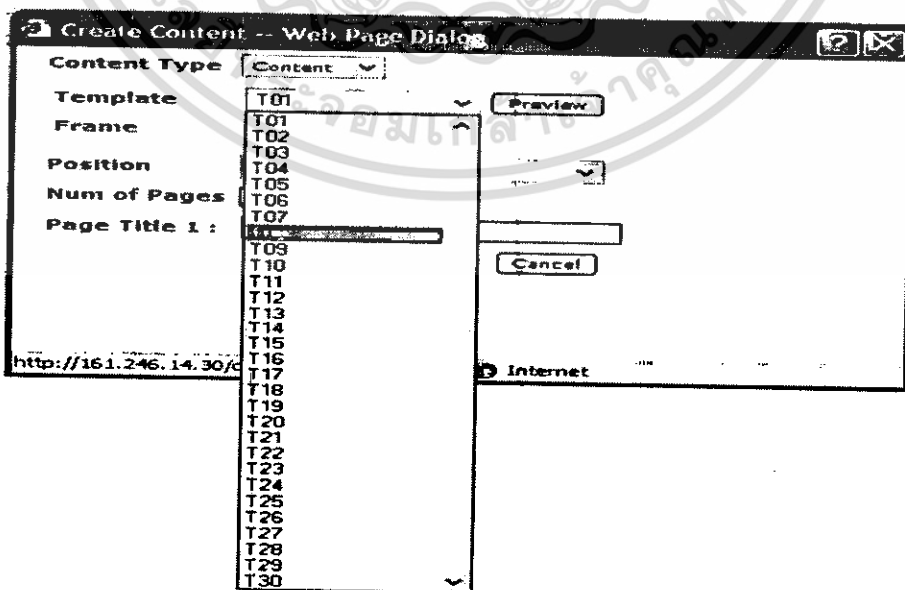 Create Content -- Web Page Dialog
Content Type Content
Template T01 Preview
Frame
Position
Num of Pages
Page Title 1 :
T01
T02
T03
T04
T05
T06
T07
T09
T10
T11
T12
T13
T14
T15
T16
T17
T18
T19
T20
T21
T22
T23
T24
T25
T26
T27
T28
T29
T30
Cancel
http://161.246.14.30/c
Internet